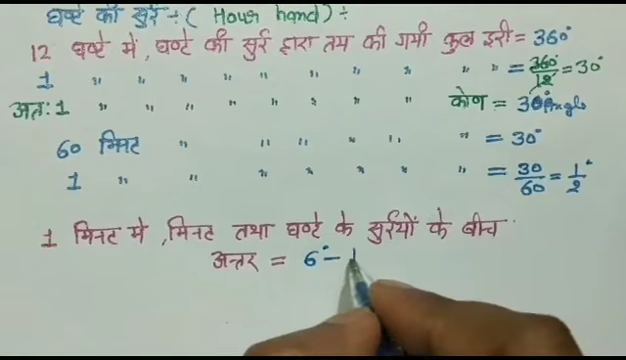 घण्टे की सुई :- ( Hour hand) :-
12 घण्टे में, घण्टे की सुई द्वारा तय की गयी कुल दूरी = 360°
1 " " " " " " " " " " = 360°/12 = 30°
अतः 1 " " " " " " " कोण = 30° Angle
60 मिनट " " " " " = 30°
1 " " " " " " " = 30/60 = 1/2°
1 मिनट मे, मिनट तथा घण्टे के सुईयों के बीच
अन्तर = 6° -